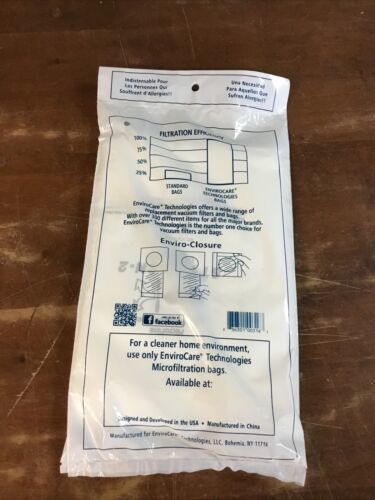 Indispensable Pour
Les Personnes Qui
Souffrent d'Allergies!!
Una Necesidad
Para Aquellos Que
Sufren Alergias!!
FILTRATION EFFICIENCY
100%
75%
50%
25%
STANDARD
BAGS
ENVIROCARE®
TECHNOLOGIES
BAGS
EnviroCare® Technologies offers a wide range of
replacement vacuum filters and bags.
With over 300 different items for all the major brands.
EnviroCare® Technologies is the number one choice for
vacuum filters and bags.
Enviro-Closure
facebook
For a cleaner home environment,
use only EnviroCare® Technologies
Microfiltration bags.
Available at:
Designed and Developed in the USA • Manufactured in China
Manufactured for EnviroCare Technologies, LLC, Bohemia, NY 11716